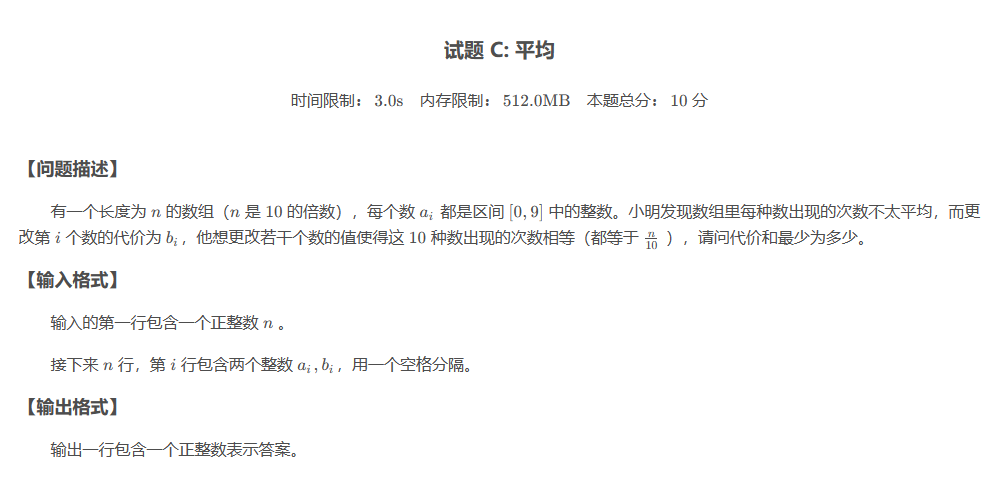 试题 C: 平均
时间限制： 3.0s 内存限制： 512.0MB 本题总分： 10 分
【问题描述】
有一个长度为 n 的数组（n 是 10 的倍数），每个数 a_i 都是区间 [0, 9] 中的整数。小明发现数组里每种数出现的次数不太平均，而更
改第 i 个数的代价为 b_i，他想更改若干个数的值使得这 10 种数出现的次数相等（都等于 n/10 ），请问代价和最少为多少。
【输入格式】
输入的第一行包含一个正整数 n 。
接下来 n 行，第 i 行包含两个整数 a_i, b_i，用一个空格分隔。
【输出格式】
输出一行包含一个正整数表示答案。